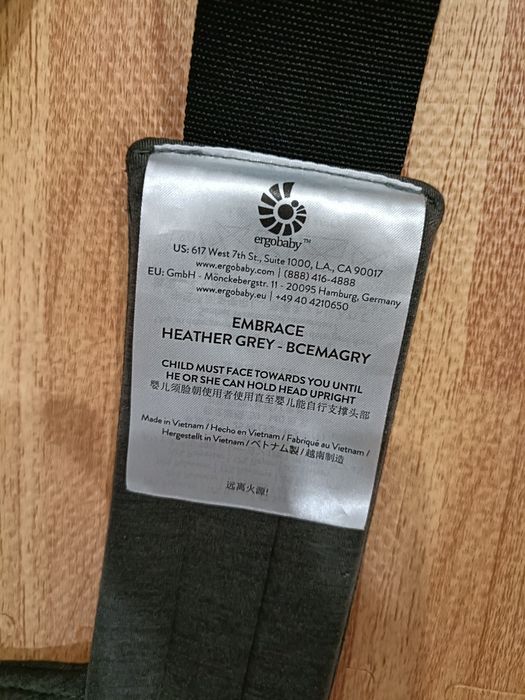 ergobaby™
US: 617 West 7th St., Suite 1000, L.A., CA 90017
www.ergobaby.com | (888) 416-4888
EU: GmbH - Mönckebergstr. 11 - 20095 Hamburg, Germany
www.ergobaby.eu | +49 40 4210650
EMBRACE
HEATHER GREY - BCEMAGRY
CHILD MUST FACE TOWARDS YOU UNTIL
HE OR SHE CAN HOLD HEAD UPRIGHT
婴儿须脸朝使用者使用直至婴儿能自行支撑头部
Made in Vietnam / Hecho en Vietnam / Fabriqué au Vietnam /
Hergestellt in Vietnam / ベトナム製 / 越南制造
远离火源!